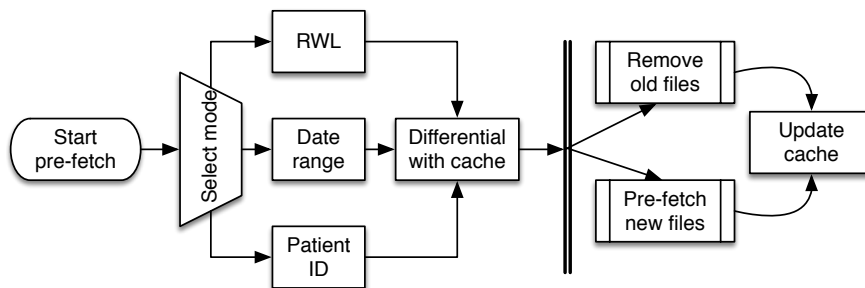 Start
pre-fetch
Select mode
RWL
Date
range
Patient
ID
Differential
with cache
Remove
old files
Pre-fetch
new files
Update
cache